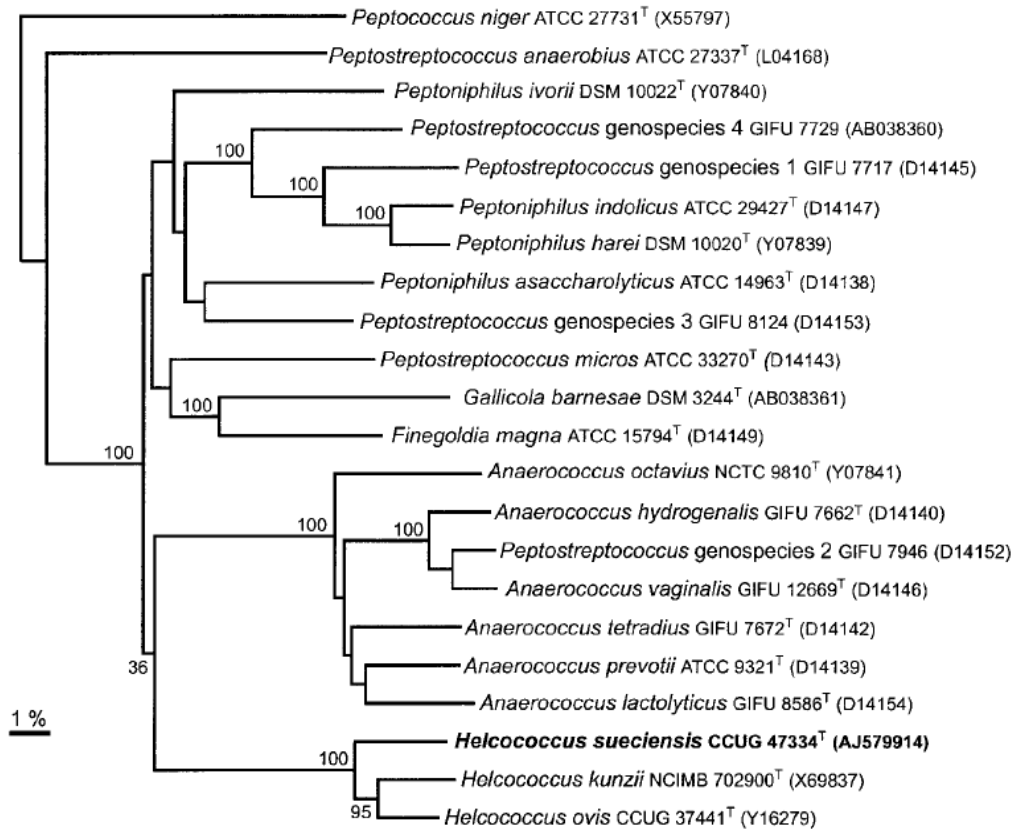 Peptococcus niger ATCC 27731ᵀ (X55797)
Peptostreptococcus anaerobius ATCC 27337ᵀ (L04168)
Peptoniphilus ivorii DSM 10022ᵀ (Y07840)
Peptostreptococcus genospecies 4 GIFU 7729 (AB038360)
100
Peptostreptococcus genospecies 1 GIFU 7717 (D14145)
100
Peptoniphilus indolicus ATCC 29427ᵀ (D14147)
100
Peptoniphilus harei DSM 10020ᵀ (Y07839)
Peptoniphilus asaccharolyticus ATCC 14963ᵀ (D14138)
Peptostreptococcus genospecies 3 GIFU 8124 (D14153)
Peptostreptococcus micros ATCC 33270ᵀ (D14143)
Gallicola barnesae DSM 3244ᵀ (AB038361)
100
Finegoldia magna ATCC 15794ᵀ (D14149)
100
Anaerococcus octavius NCTC 9810ᵀ (Y07841)
Anaerococcus hydrogenalis GIFU 7662ᵀ (D14140)
100
100
Peptostreptococcus genospecies 2 GIFU 7946 (D14152)
Anaerococcus vaginalis GIFU 12669ᵀ (D14146)
Anaerococcus tetradius GIFU 7672ᵀ (D14142)
Anaerococcus prevotii ATCC 9321ᵀ (D14139)
36
Anaerococcus lactolyticus GIFU 8586ᵀ (D14154)
1 %
Helcococcus sueciensis CCUG 47334ᵀ (AJ579914)
100
Helcococcus kunzii NCIMB 702900ᵀ (X69837)
95
Helcococcus ovis CCUG 37441ᵀ (Y16279)